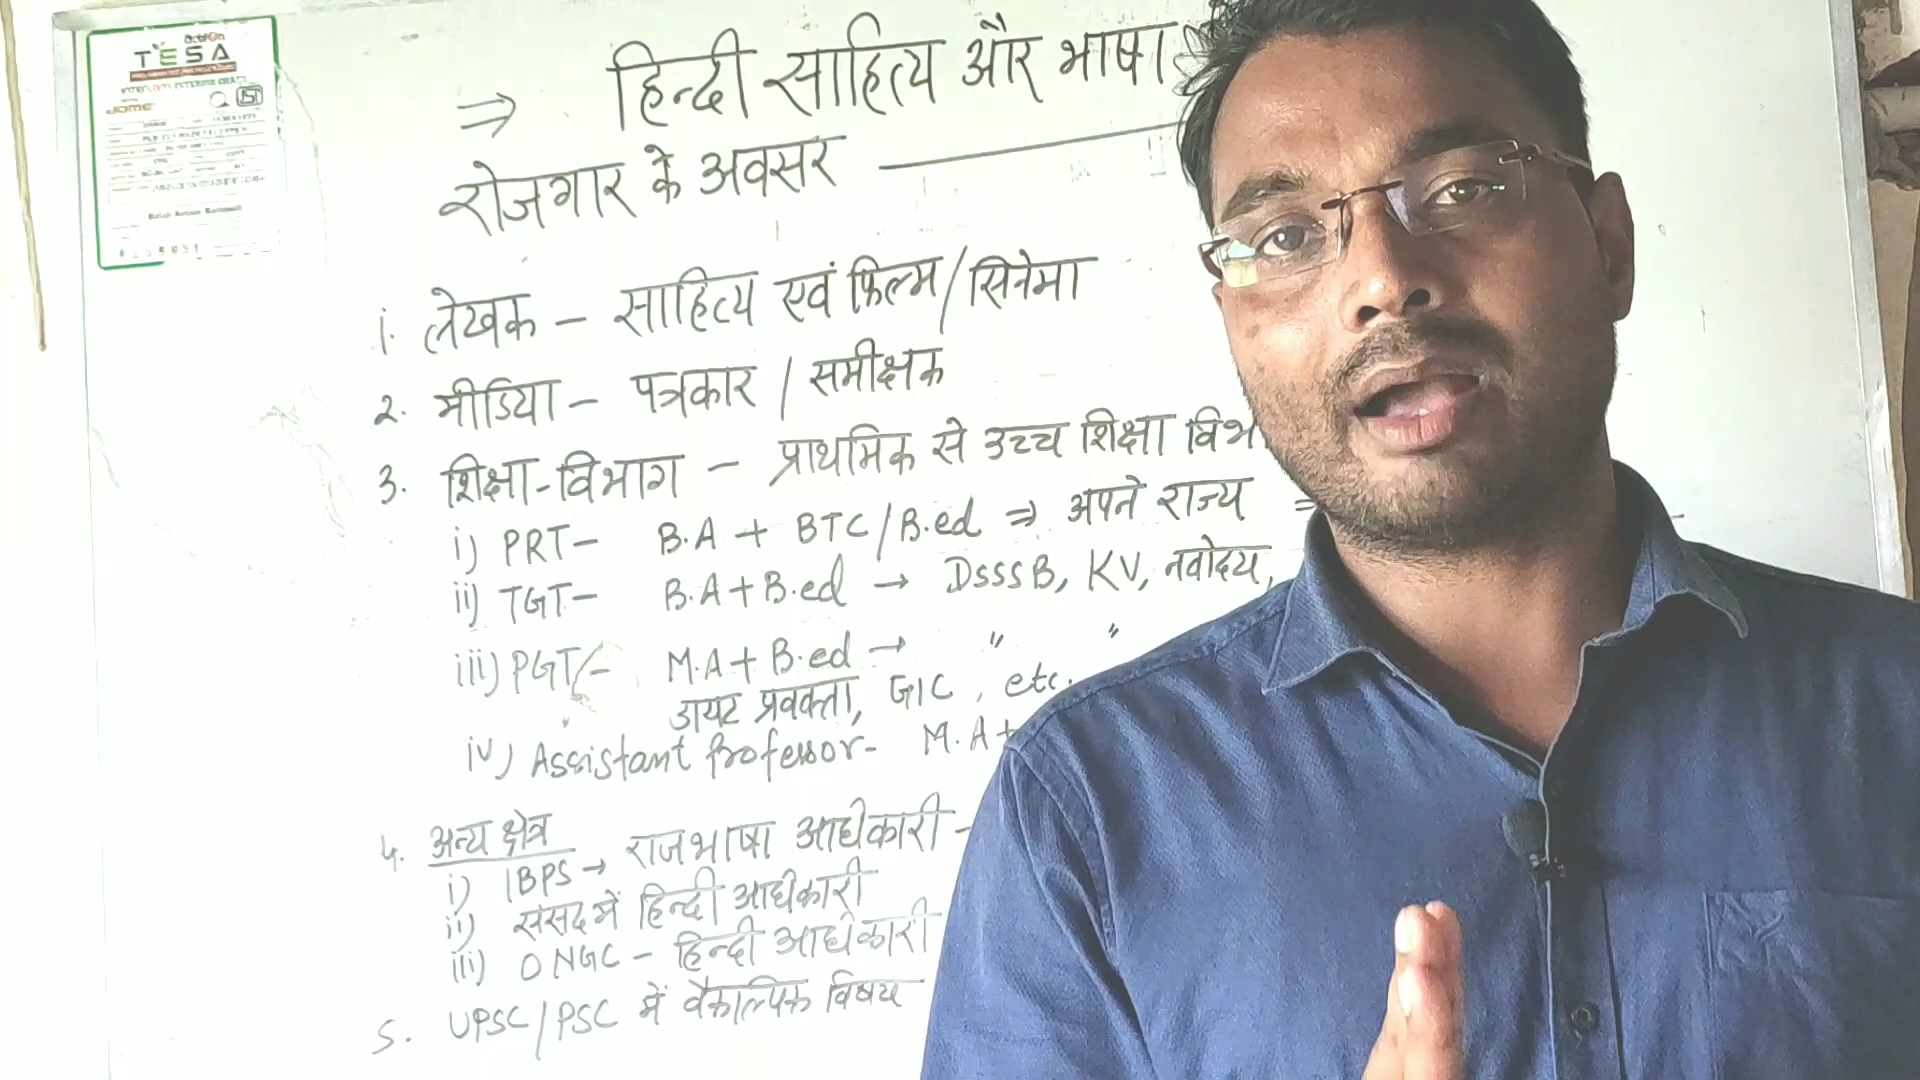 action
TESA
⇒ हिन्दी साहित्य और भाषा
रोजगार के अवसर —
1. लेखक – साहित्य एवं फिल्म/सिनेमा
2. मीडिया – पत्रकार / समीक्षक
3. शिक्षा-विभाग – प्राथमिक से उच्च शिक्षा विभ
i) PRT- B.A + BTC/B.ed ⇒ अपने राज्य ⇒
ii) TGT- B.A+B.ed → DSSSB, KV, नवोदय,
iii) PGT/- M.A+ B.ed → " "
डायट प्रवक्ता, GIC, etc.
iv) Assistant Professor- M.A+
4. अन्य क्षेत्र
i) IBPS → राजभाषा अधिकारी -
ii) संसद में हिन्दी अधिकारी
iii) ONGC - हिन्दी अधिकारी
5. UPSC/PSC में वैकल्पिक विषय